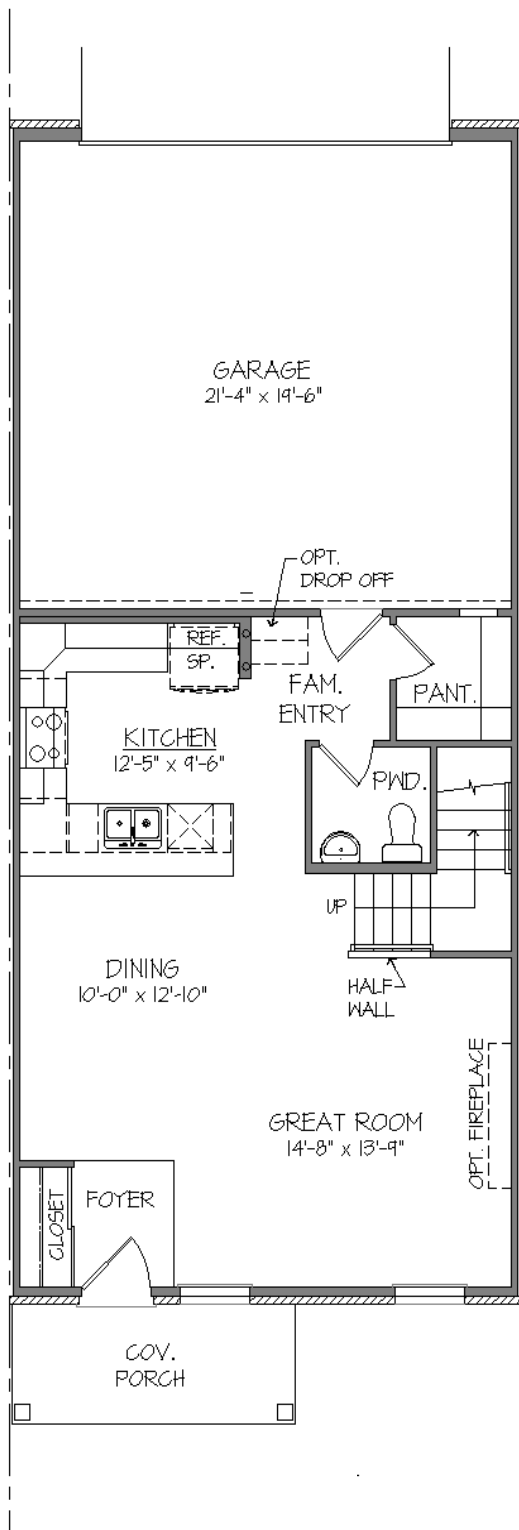 GARAGE
21'-4" x 19'-6"
OPT.
DROP OFF
REF.
SP.
FAM.
ENTRY
PANT.
KITCHEN
12'-5" x 9'-6"
PWD.
UP
DINING
10'-0" x 12'-10"
HALF
WALL
GREAT ROOM
14'-8" x 13'-9"
OPT. FIREPLACE
FOYER
CLOSET
COV.
PORCH